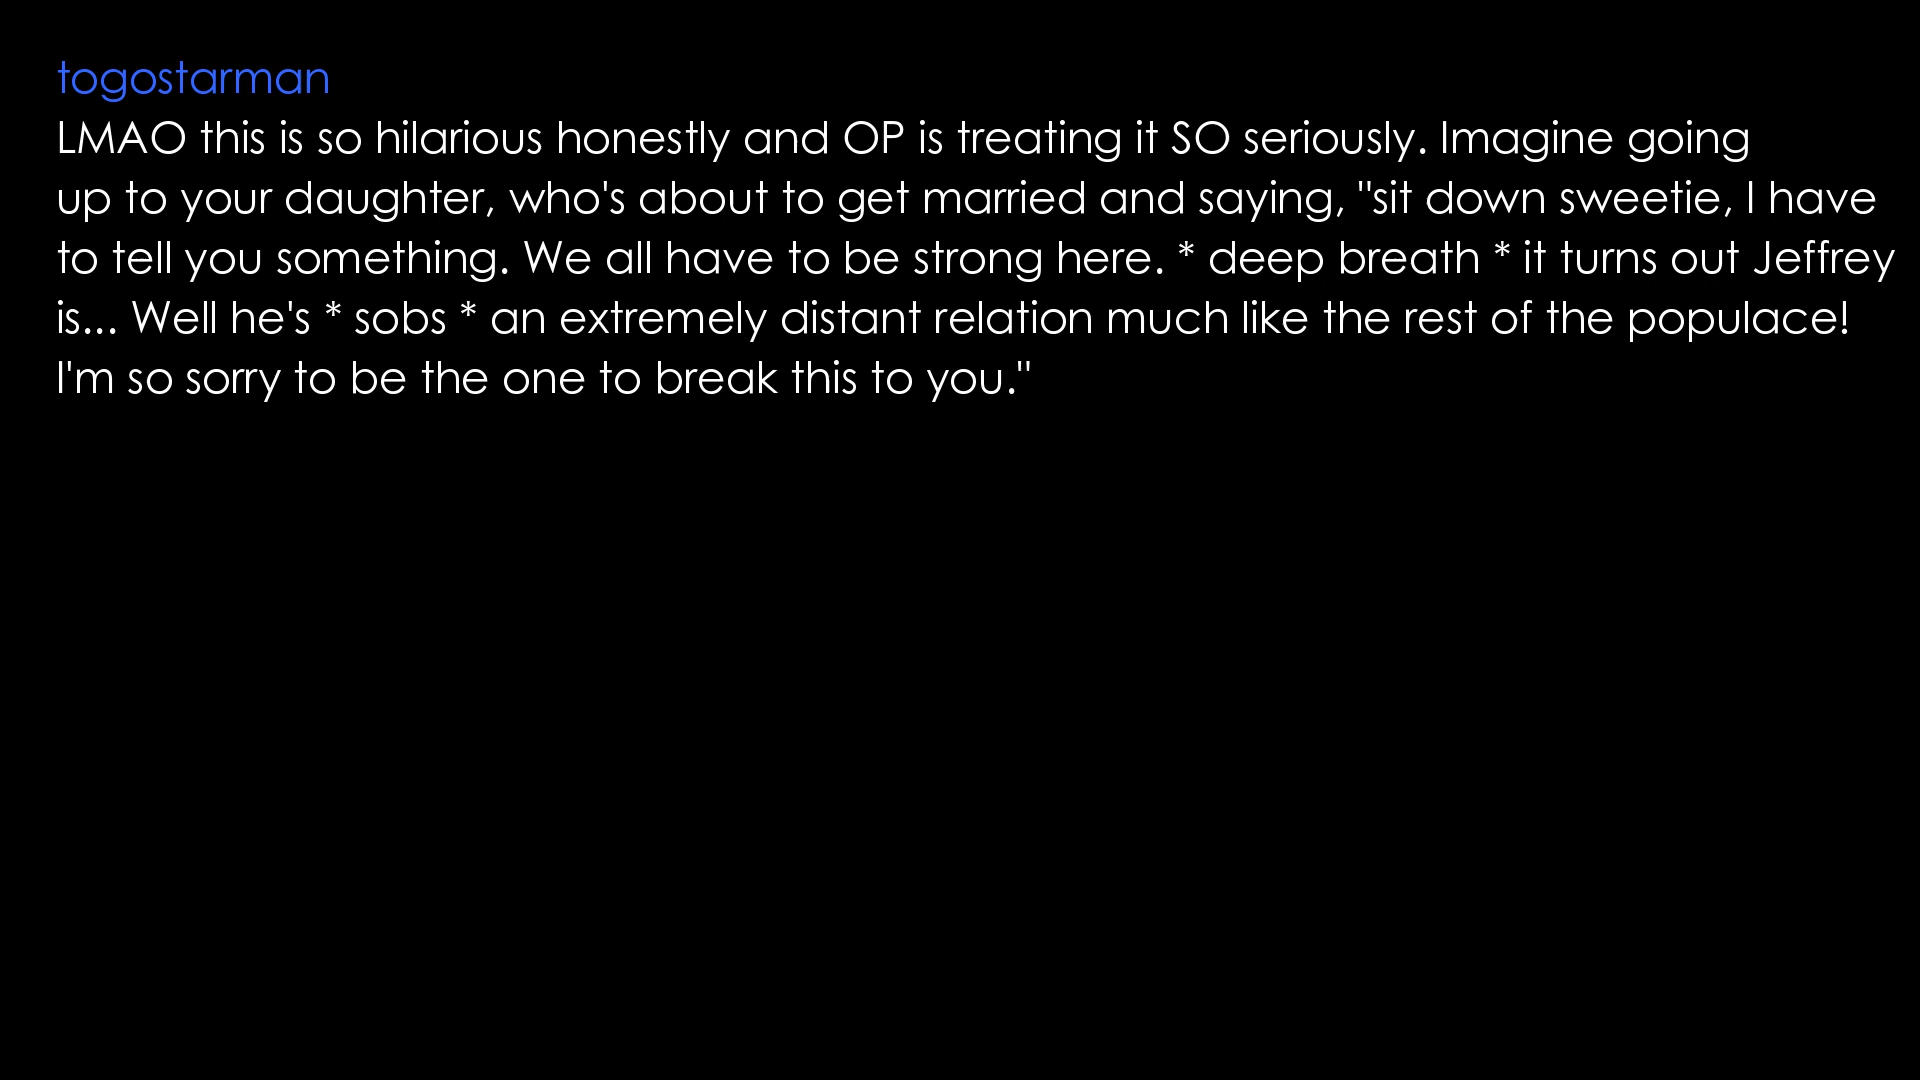 togostarman
LMAO this is so hilarious honestly and OP is treating it SO seriously. Imagine going
up to your daughter, who's about to get married and saying, "sit down sweetie, I have
to tell you something. We all have to be strong here. * deep breath * it turns out Jeffrey
is... Well he's * sobs * an extremely distant relation much like the rest of the populace!
I'm so sorry to be the one to break this to you."